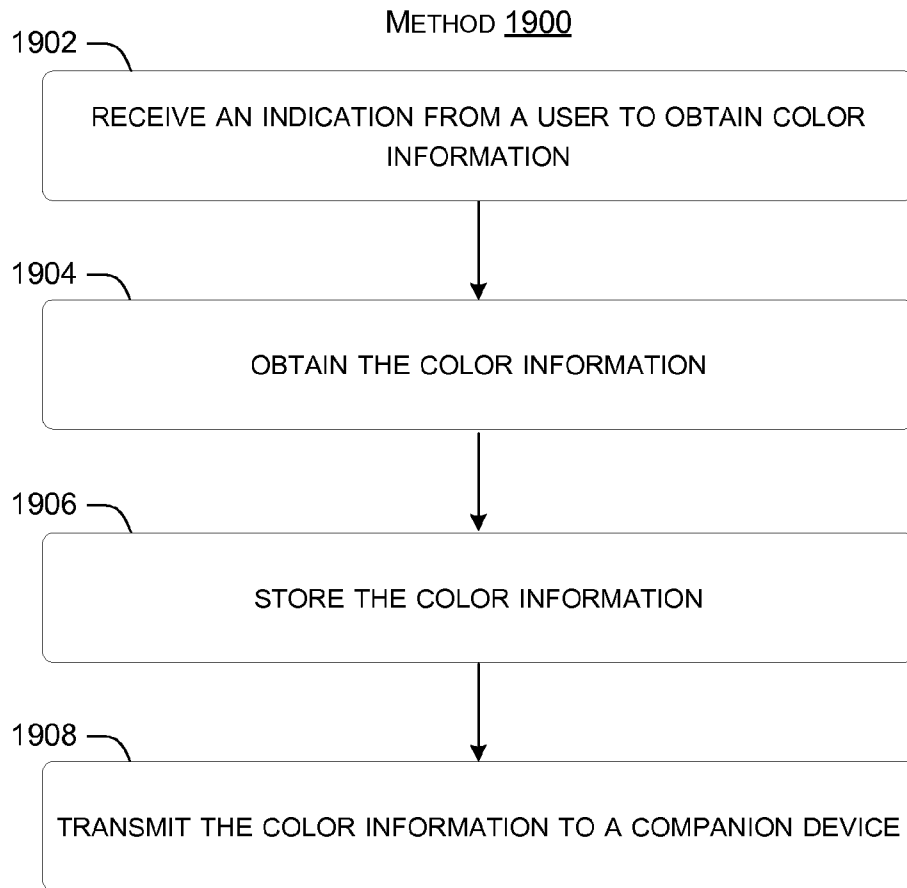 METHOD 1900
1902
RECEIVE AN INDICATION FROM A USER TO OBTAIN COLOR
INFORMATION
1904
OBTAIN THE COLOR INFORMATION
1906
STORE THE COLOR INFORMATION
1908
TRANSMIT THE COLOR INFORMATION TO A COMPANION DEVICE